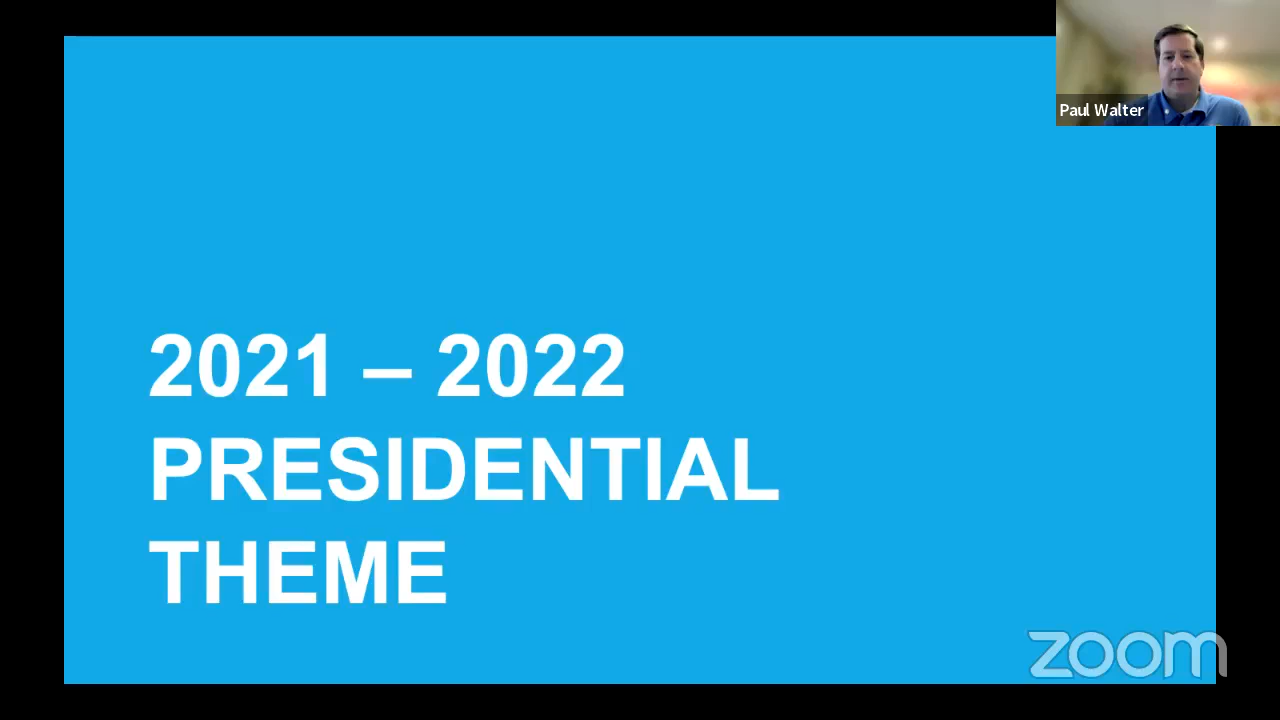 Paul Walter
2021 – 2022
PRESIDENTIAL
THEME
zoom